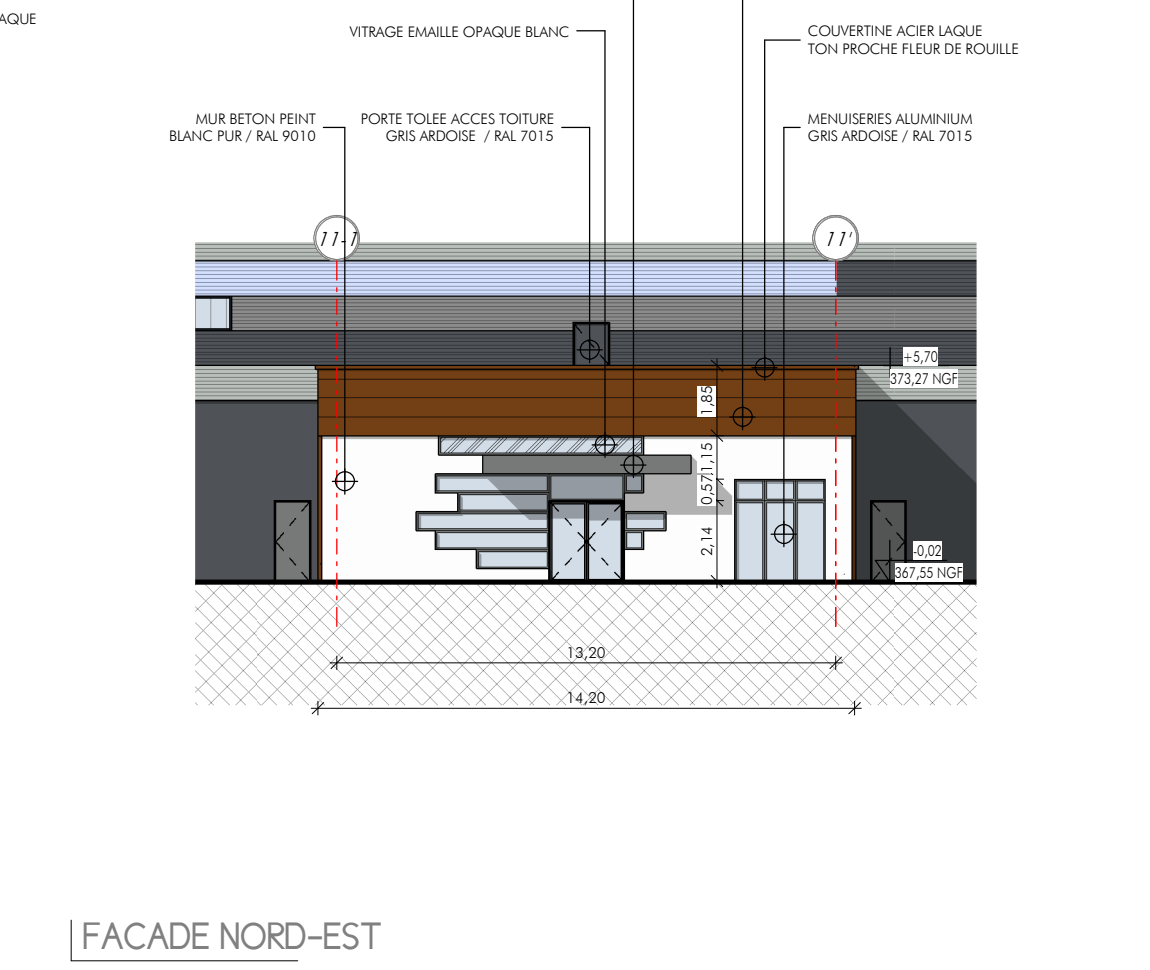 AQUE
VITRAGE EMAILLE OPAQUE BLANC
COUVERTINE ACIER LAQUE
TON PROCHE FLEUR DE ROUILLE
MUR BETON PEINT
BLANC PUR / RAL 9010
PORTE TOLEE ACCES TOITURE
GRIS ARDOISE / RAL 7015
MENUISERIES ALUMINIUM
GRIS ARDOISE / RAL 7015
11-1
11'
+5,70
373,27 NGF
1,85
1,15
0,57
2,14
-0,02
367,55 NGF
13,20
14,20
FACADE NORD-EST